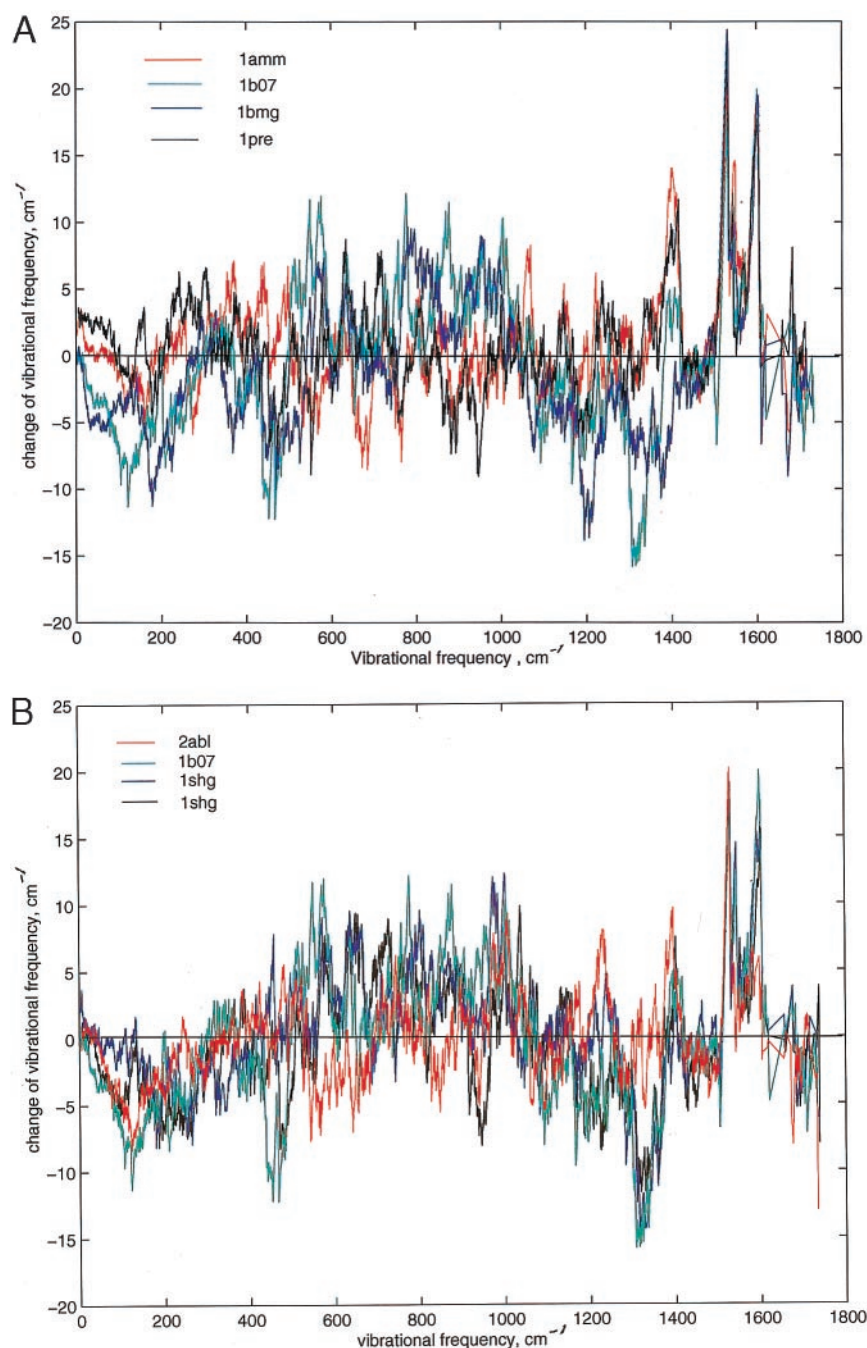 A
25
20
15
10
5
0
−5
−10
−15
−20
change of vibrational frequency, cm⁻¹
1amm
1b07
1bmg
1pre
0 200 400 600 800 1000 1200 1400 1600 1800
Vibrational frequency , cm⁻¹
B
25
20
15
10
5
0
−5
−10
−15
−20
change of vibrational frequency, cm⁻¹
2abl
1b07
1shg
1shg
0 200 400 600 800 1000 1200 1400 1600 1800
vibrational frequency, cm⁻¹